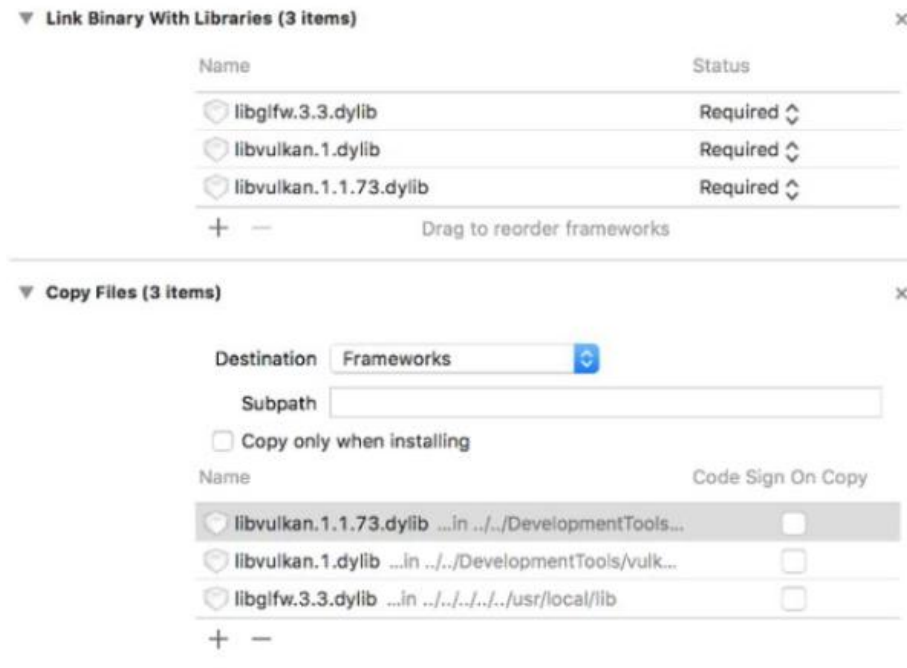 Link Binary With Libraries (3 items)
Name Status
libglfw.3.3.dylib Required
libvulkan.1.dylib Required
libvulkan.1.1.73.dylib Required
Drag to reorder frameworks
Copy Files (3 items)
Destination Frameworks
Subpath
Copy only when installing
Name Code Sign On Copy
libvulkan.1.1.73.dylib ...in ../../DevelopmentTools...
libvulkan.1.dylib ...in ../../DevelopmentTools/vulk...
libglfw.3.3.dylib ...in ../../../../../usr/local/lib